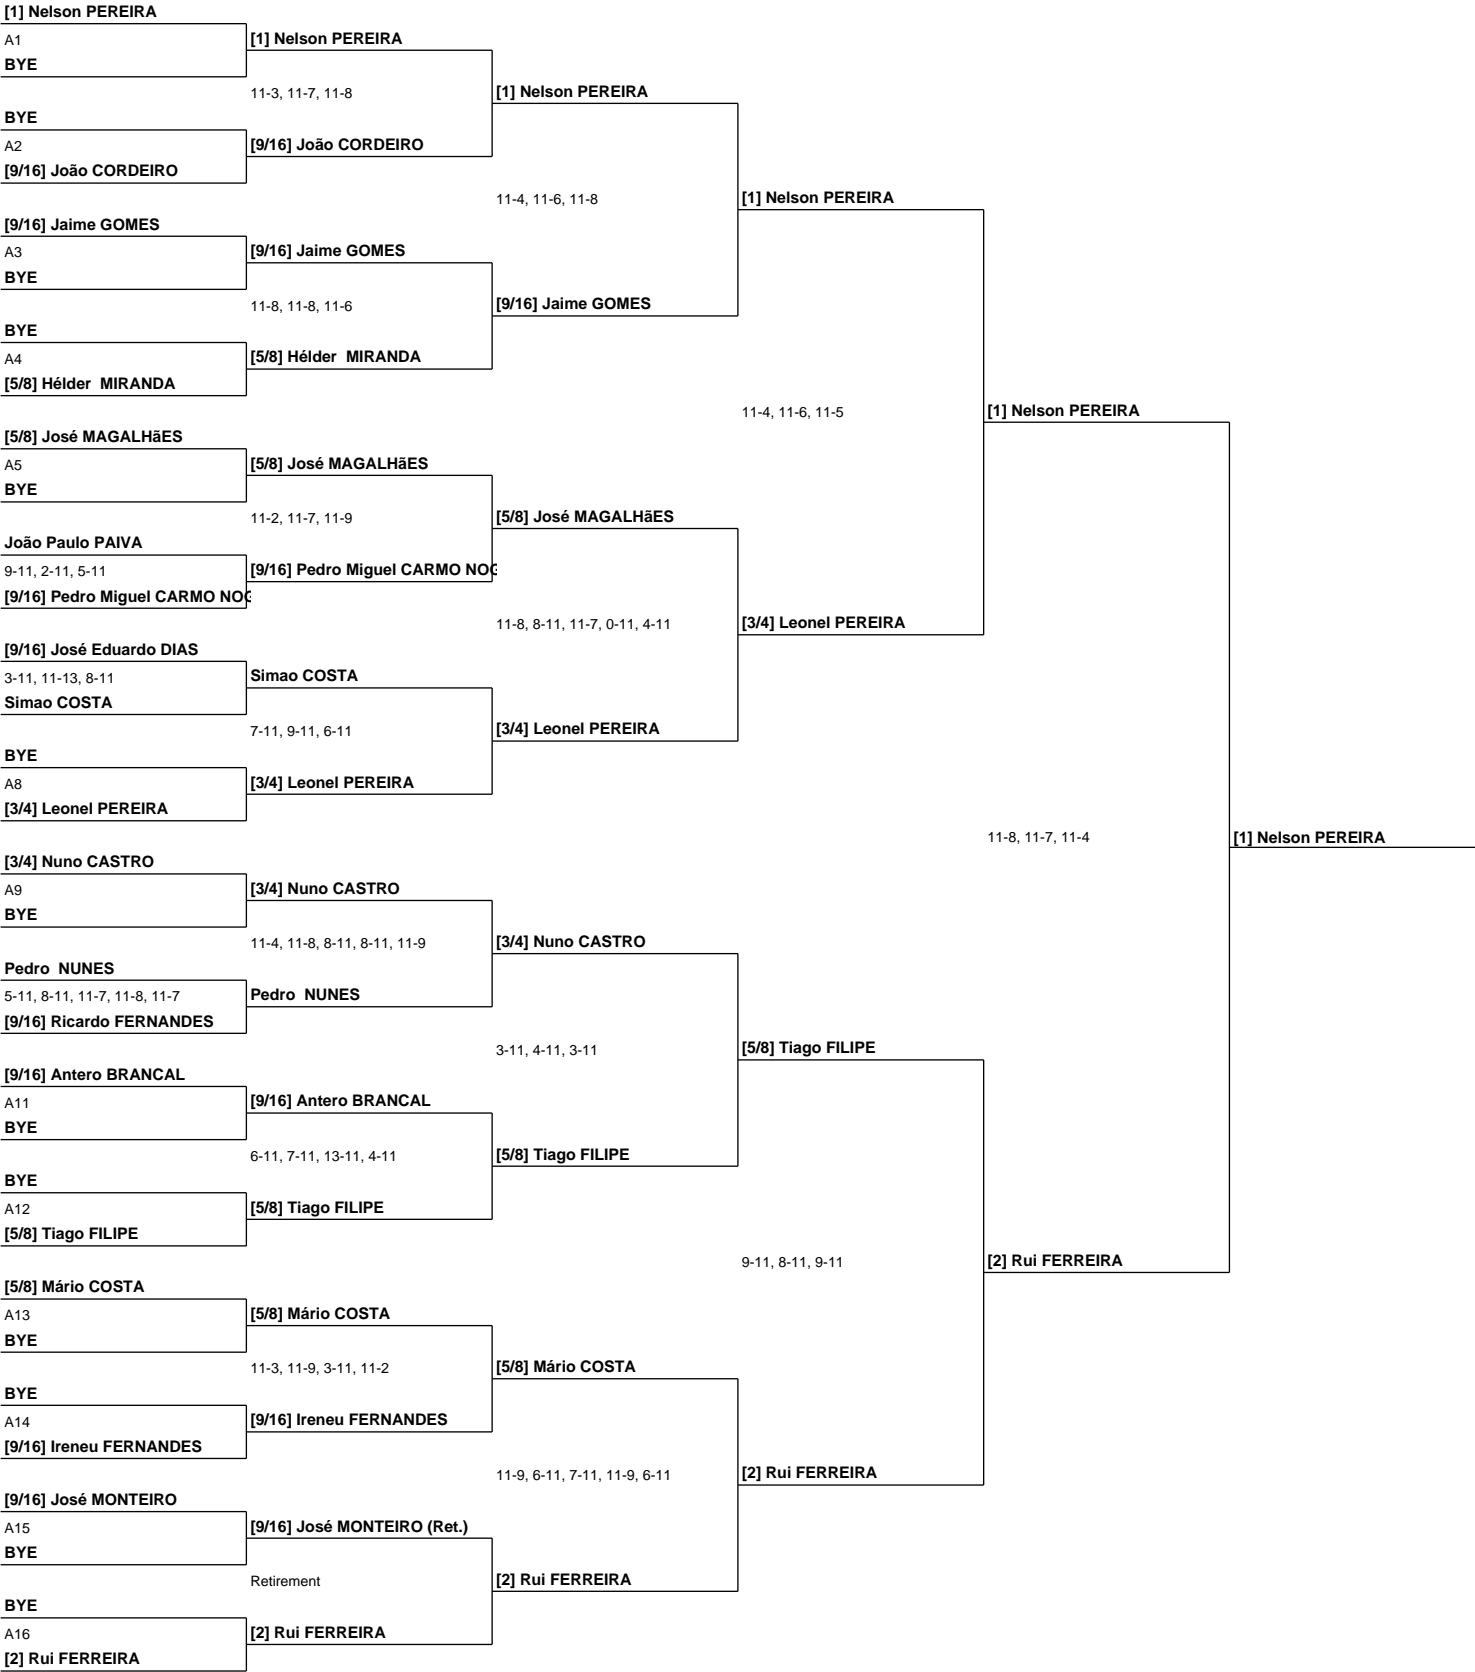 [1] Nelson PEREIRA
A1
BYE
BYE
A2
[9/16] João CORDEIRO
[9/16] Jaime GOMES
A3
BYE
BYE
A4
[5/8] Hélder  MIRANDA
[5/8] José MAGALHãES
A5
BYE
João Paulo PAIVA
9-11, 2-11, 5-11
[9/16] Pedro Miguel CARMO NOG
[9/16] José Eduardo DIAS
3-11, 11-13, 8-11
Simao COSTA
BYE
A8
[3/4] Leonel PEREIRA
[3/4] Nuno CASTRO
A9
BYE
Pedro  NUNES
5-11, 8-11, 11-7, 11-8, 11-7
[9/16] Ricardo FERNANDES
[9/16] Antero BRANCAL
A11
BYE
BYE
A12
[5/8] Tiago FILIPE
[5/8] Mário COSTA
A13
BYE
BYE
A14
[9/16] Ireneu FERNANDES
[9/16] José MONTEIRO
A15
BYE
BYE
A16
[2] Rui FERREIRA
[1] Nelson PEREIRA
11-3, 11-7, 11-8
[9/16] João CORDEIRO
[9/16] Jaime GOMES
11-8, 11-8, 11-6
[5/8] Hélder  MIRANDA
[5/8] José MAGALHãES
11-2, 11-7, 11-9
[9/16] Pedro Miguel CARMO NOG
Simao COSTA
7-11, 9-11, 6-11
[3/4] Leonel PEREIRA
[3/4] Nuno CASTRO
11-4, 11-8, 8-11, 8-11, 11-9
Pedro  NUNES
[9/16] Antero BRANCAL
6-11, 7-11, 13-11, 4-11
[5/8] Tiago FILIPE
[5/8] Mário COSTA
11-3, 11-9, 3-11, 11-2
[9/16] Ireneu FERNANDES
[9/16] José MONTEIRO (Ret.)
Retirement
[2] Rui FERREIRA
[1] Nelson PEREIRA
11-4, 11-6, 11-8
[9/16] Jaime GOMES
[5/8] José MAGALHãES
11-8, 8-11, 11-7, 0-11, 4-11
[3/4] Leonel PEREIRA
[3/4] Nuno CASTRO
3-11, 4-11, 3-11
[5/8] Tiago FILIPE
[5/8] Mário COSTA
11-9, 6-11, 7-11, 11-9, 6-11
[2] Rui FERREIRA
[1] Nelson PEREIRA
11-4, 11-6, 11-5
[3/4] Leonel PEREIRA
[5/8] Tiago FILIPE
9-11, 8-11, 9-11
[2] Rui FERREIRA
[1] Nelson PEREIRA
11-8, 11-7, 11-4
[2] Rui FERREIRA
[1] Nelson PEREIRA